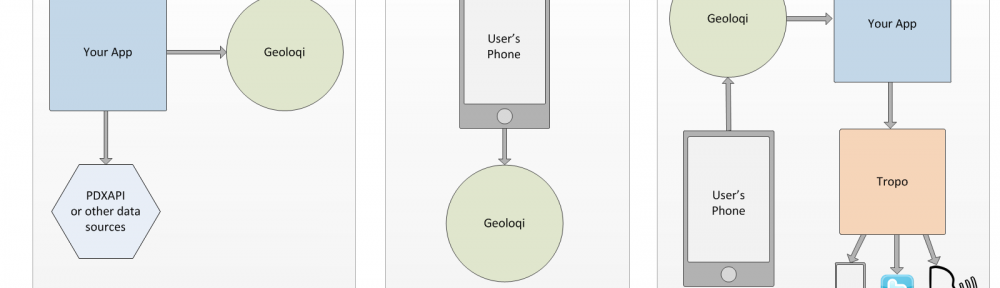 Your App
Geoloqi
PDXAPI
or other data
sources
User's
Phone
Geoloqi
Geoloqi
Your App
User's
Phone
Tropo